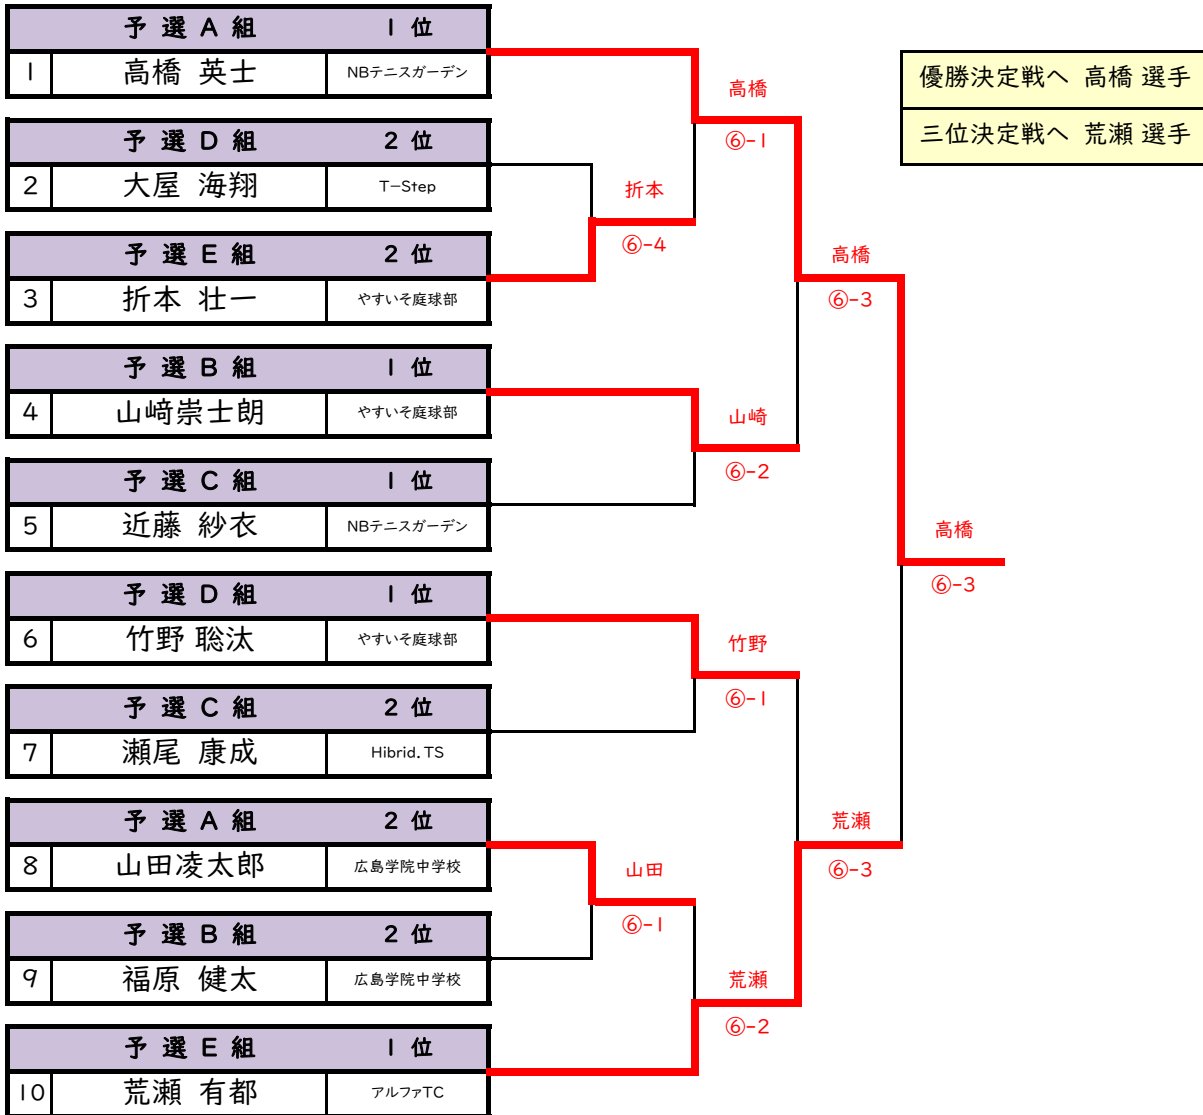 予選A組 1位
1 高橋 英士 NBテニスガーデン
予選D組 2位
2 大屋 海翔 T-Step
予選E組 2位
3 折本 壮一 やすいそ庭球部
予選B組 1位
4 山﨑崇士朗 やすいそ庭球部
予選C組 1位
5 近藤 紗衣 NBテニスガーデン
予選D組 1位
6 竹野 聡汰 やすいそ庭球部
予選C組 2位
7 瀬尾 康成 Hibrid.TS
予選A組 2位
8 山田凌太郎 広島学院中学校
予選B組 2位
9 福原 健太 広島学院中学校
予選E組 1位
10 荒瀬 有都 アルファTC
折本
⑥-4
山田
⑥-1
高橋
⑥-1
山崎
⑥-2
竹野
⑥-1
荒瀬
⑥-2
高橋
⑥-3
荒瀬
⑥-3
高橋
⑥-3
優勝決定戦へ 高橋 選手
三位決定戦へ 荒瀬 選手